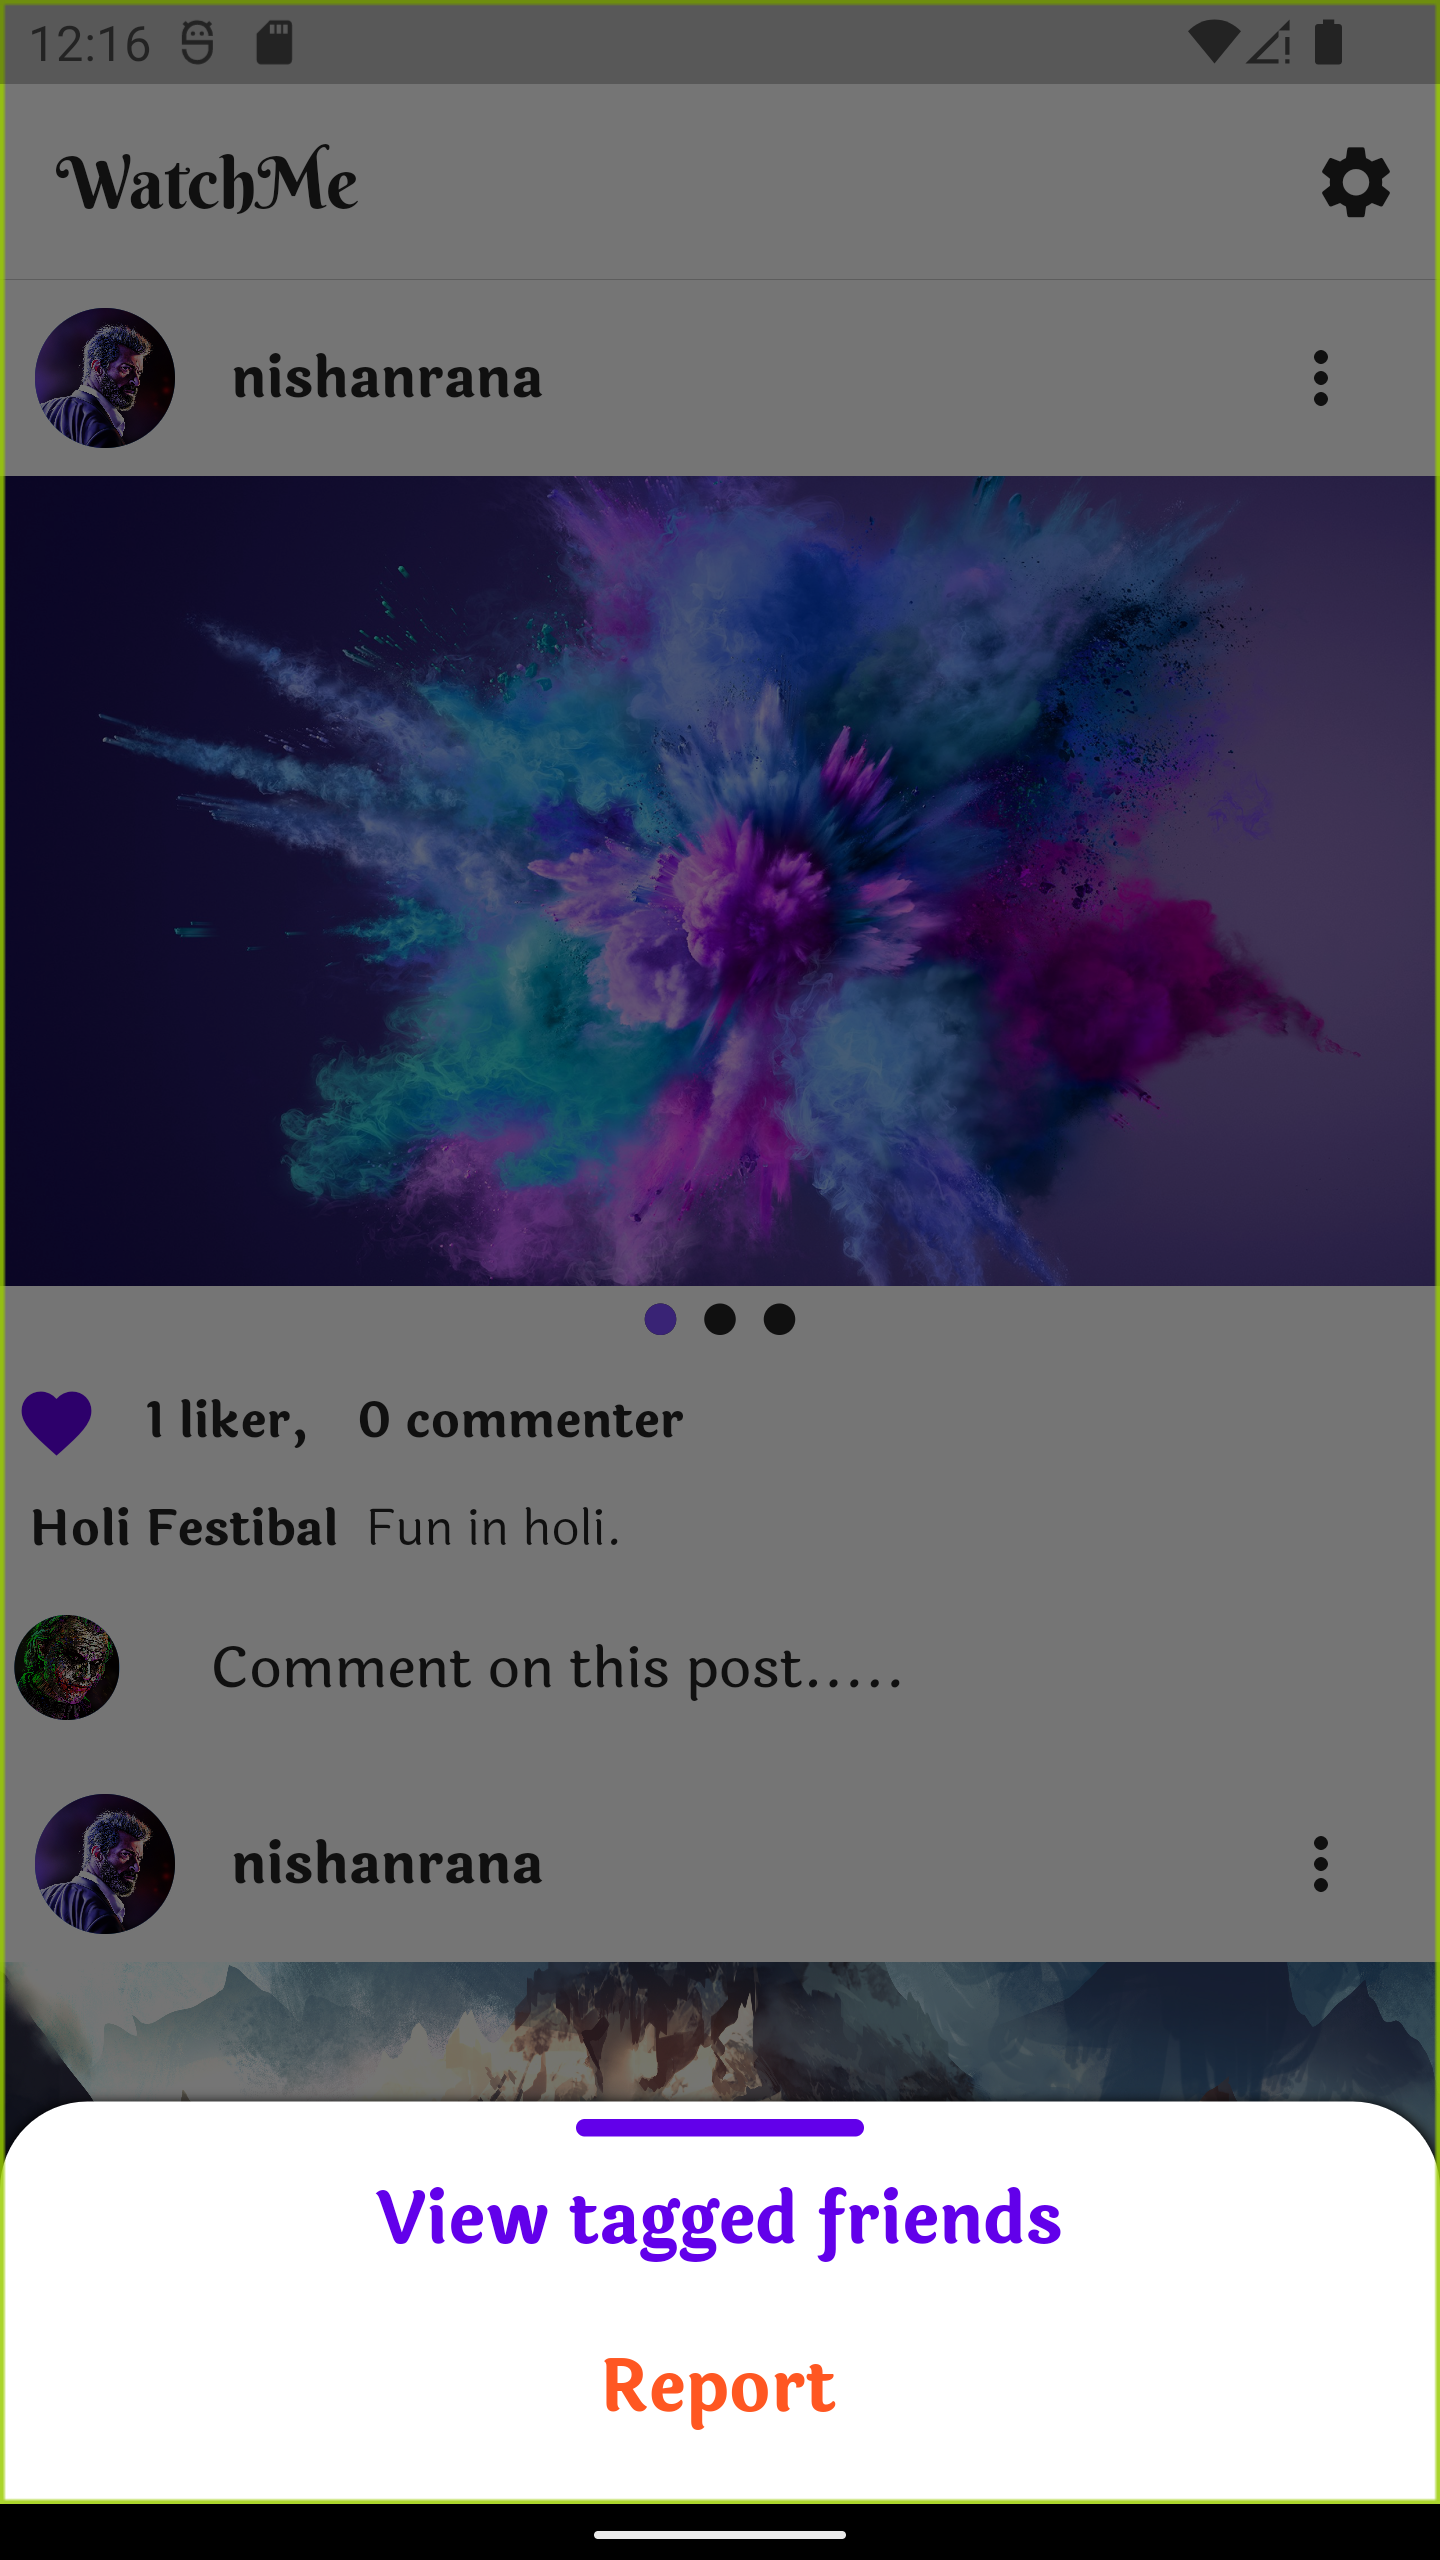 12:16
WatchMe
nishanrana
1 liker, 0 commenter
Holi Festibal Fun in holi.
Comment on this post.....
nishanrana
View tagged friends
Report